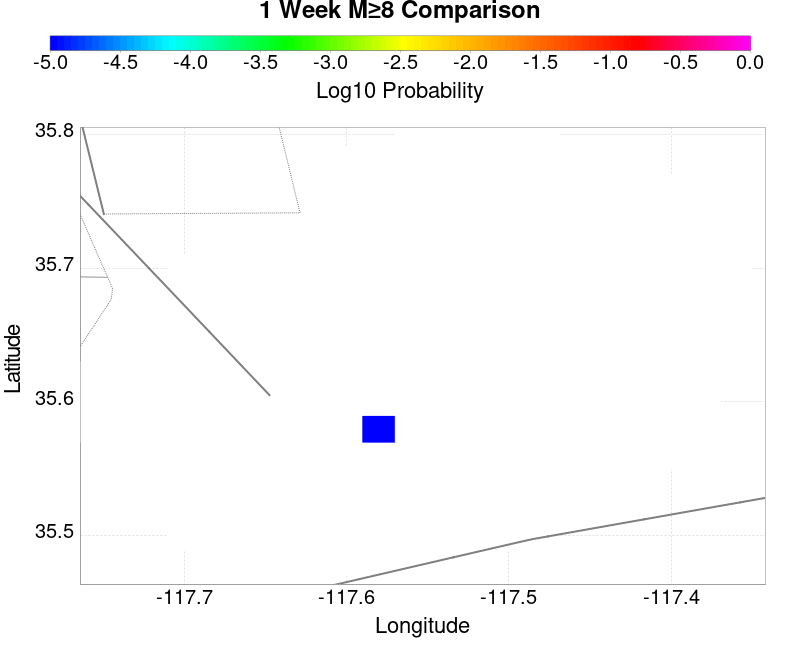 1 Week M≥8 Comparison
-5.0 -4.5 -4.0 -3.5 -3.0 -2.5 -2.0 -1.5 -1.0 -0.5 0.0
Log10 Probability
35.8
35.7
35.6
35.5
Latitude
-117.7 -117.6 -117.5 -117.4
Longitude